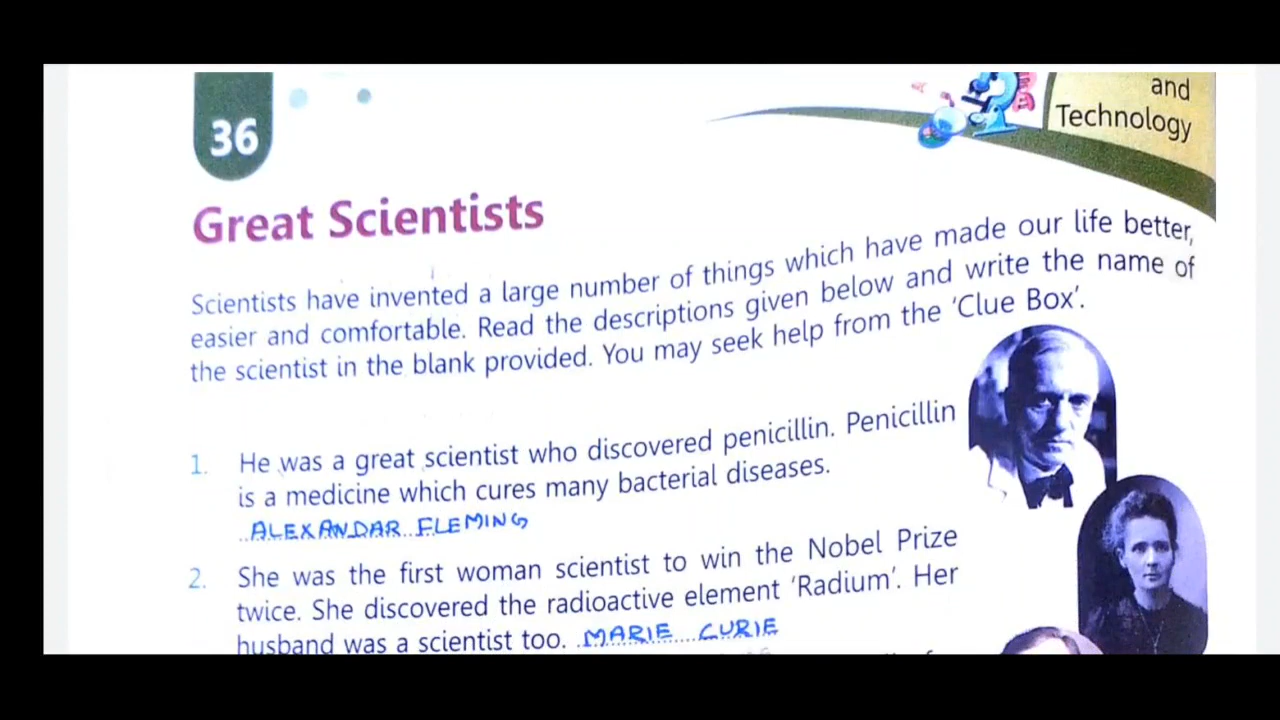 36
and
Technology
Great Scientists
Scientists have invented a large number of things which have made our life better,
easier and comfortable. Read the descriptions given below and write the name of
the scientist in the blank provided. You may seek help from the 'Clue Box'.
1. He was a great scientist who discovered penicillin. Penicillin
is a medicine which cures many bacterial diseases.
ALEXANDAR FLEMING
2. She was the first woman scientist to win the Nobel Prize
twice. She discovered the radioactive element 'Radium'. Her
husband was a scientist too. MARIE CURIE